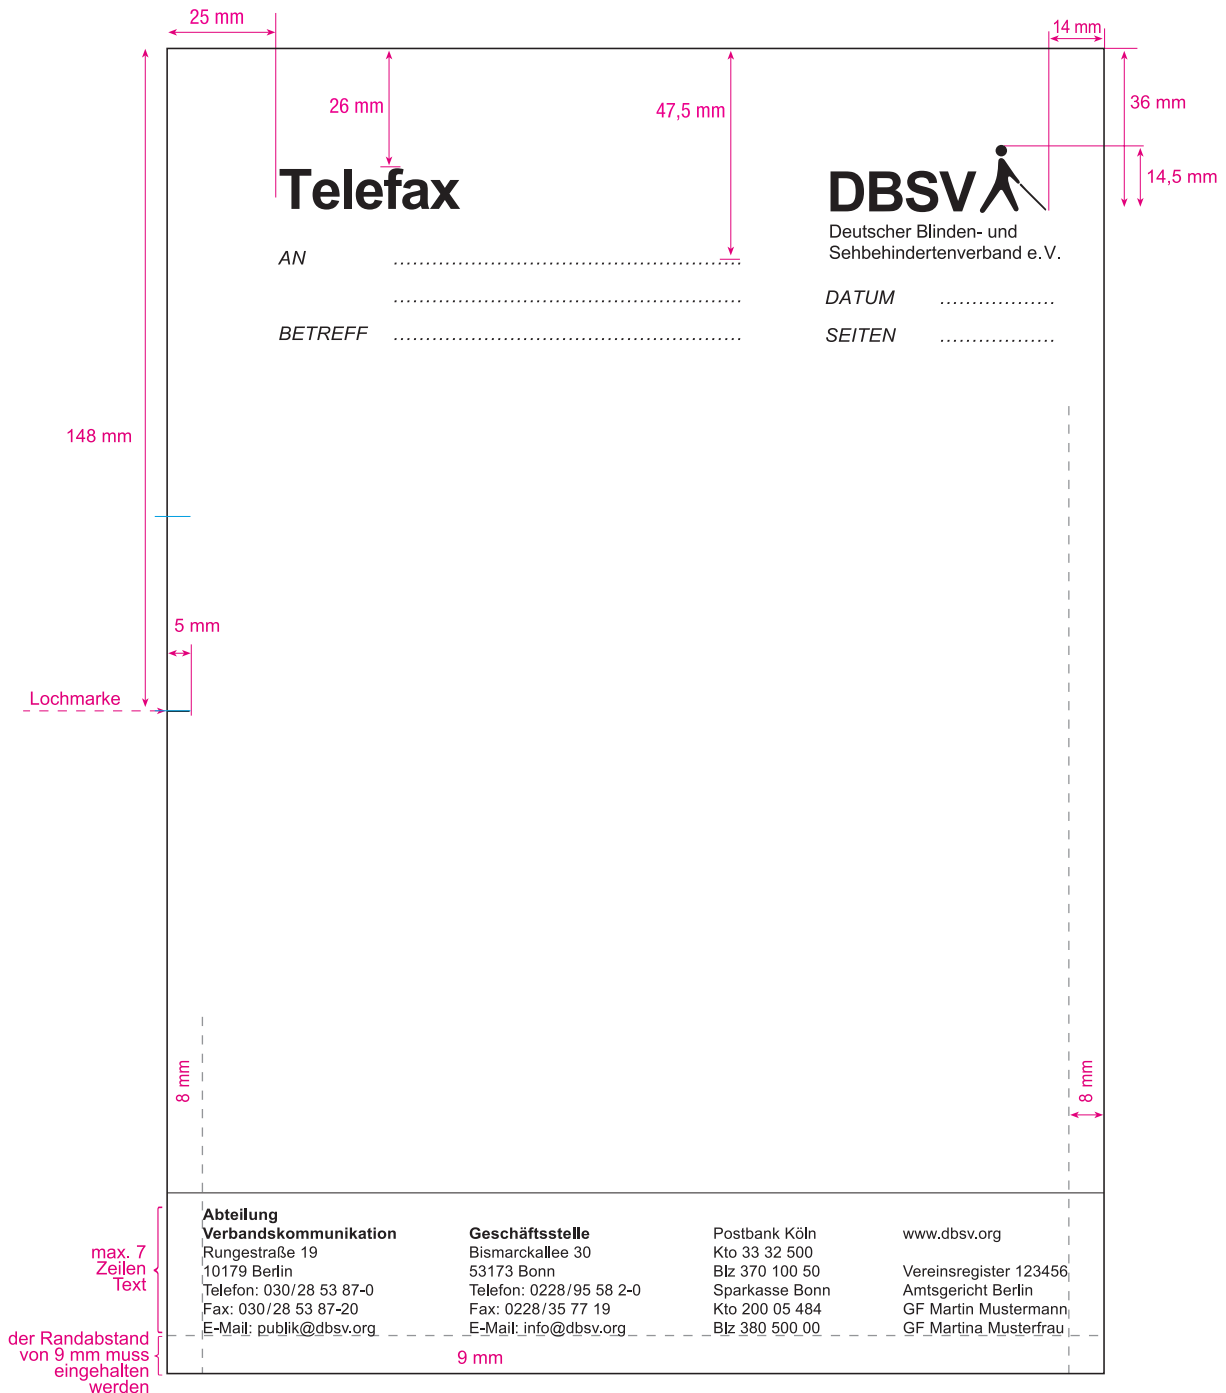 25 mm
14 mm
26 mm
47,5 mm
36 mm
14,5 mm
Telefax
DBSV
Deutscher Blinden- und
Sehbehindertenverband e.V.
AN ......................................................
......................................................
BETREFF ......................................................
DATUM ..................
SEITEN ..................
148 mm
5 mm
Lochmarke
8 mm
8 mm
max. 7
Zeilen
Text
Abteilung
Verbandskommunikation
Rungestraße 19
10179 Berlin
Telefon: 030/28 53 87-0
Fax: 030/28 53 87-20
E-Mail: publik@dbsv.org
Geschäftsstelle
Bismarckallee 30
53173 Bonn
Telefon: 0228/95 58 2-0
Fax: 0228/35 77 19
E-Mail: info@dbsv.org
Postbank Köln
Kto 33 32 500
Blz 370 100 50
Sparkasse Bonn
Kto 200 05 484
Blz 380 500 00
www.dbsv.org
Vereinsregister 123456
Amtsgericht Berlin
GF Martin Mustermann
GF Martina Musterfrau
der Randabstand
von 9 mm muss
eingehalten
werden
9 mm